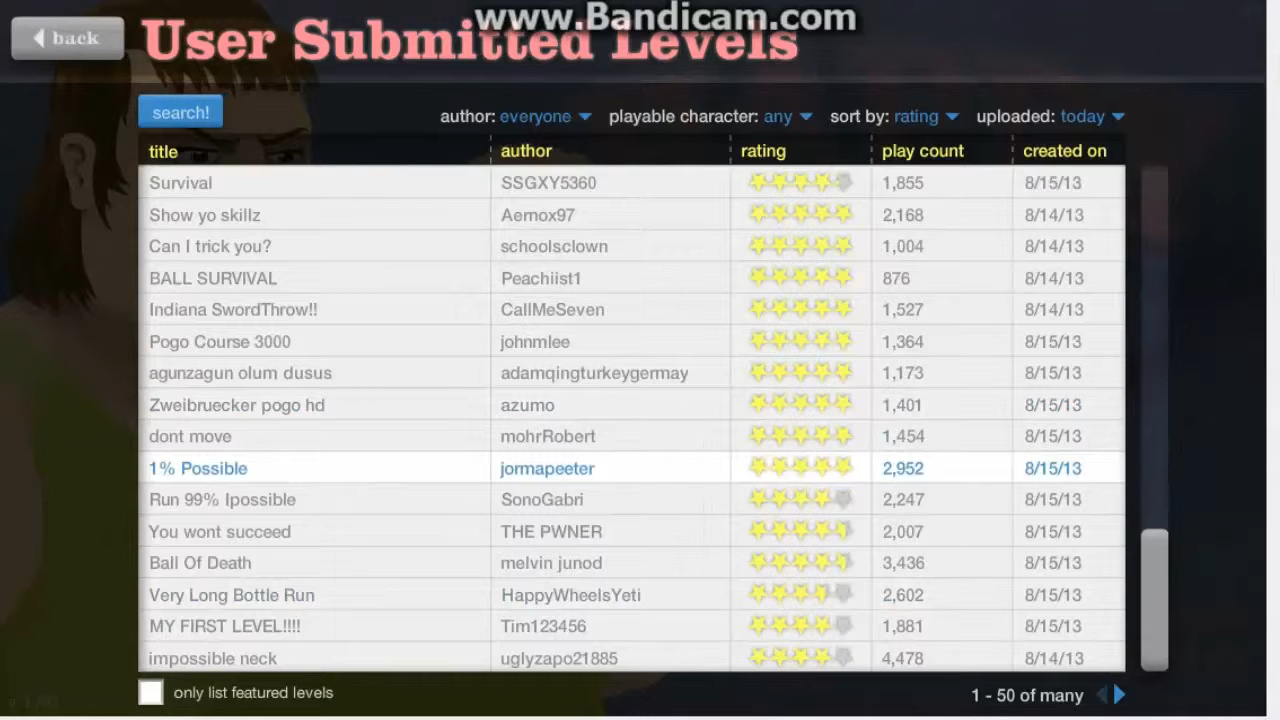 www.Bandicam.com
back
User Submitted Levels
search!
author: everyone playable character: any sort by: rating uploaded: today
title author rating play count created on
Survival SSGXY5360 1,855 8/15/13
Show yo skillz Aemox97 2,168 8/14/13
Can I trick you? schoolsclown 1,004 8/14/13
BALL SURVIVAL Peachiist1 876 8/14/13
Indiana SwordThrow!! CallMeSeven 1,527 8/14/13
Pogo Course 3000 johnmlee 1,364 8/15/13
agunzagun olum dusus adamqingturkeygermay 1,173 8/15/13
Zweibruecker pogo hd azumo 1,401 8/15/13
dont move mohrRobert 1,454 8/15/13
1% Possible jormapeeter 2,952 8/15/13
Run 99% Ipossible SonoGabri 2,247 8/15/13
You wont succeed THE PWNER 2,007 8/15/13
Ball Of Death melvin junod 3,436 8/15/13
Very Long Bottle Run HappyWheelsYeti 2,602 8/15/13
MY FIRST LEVEL!!!! Tim123456 1,881 8/15/13
impossible neck uglyzapo21885 4,478 8/14/13
only list featured levels
1 - 50 of many